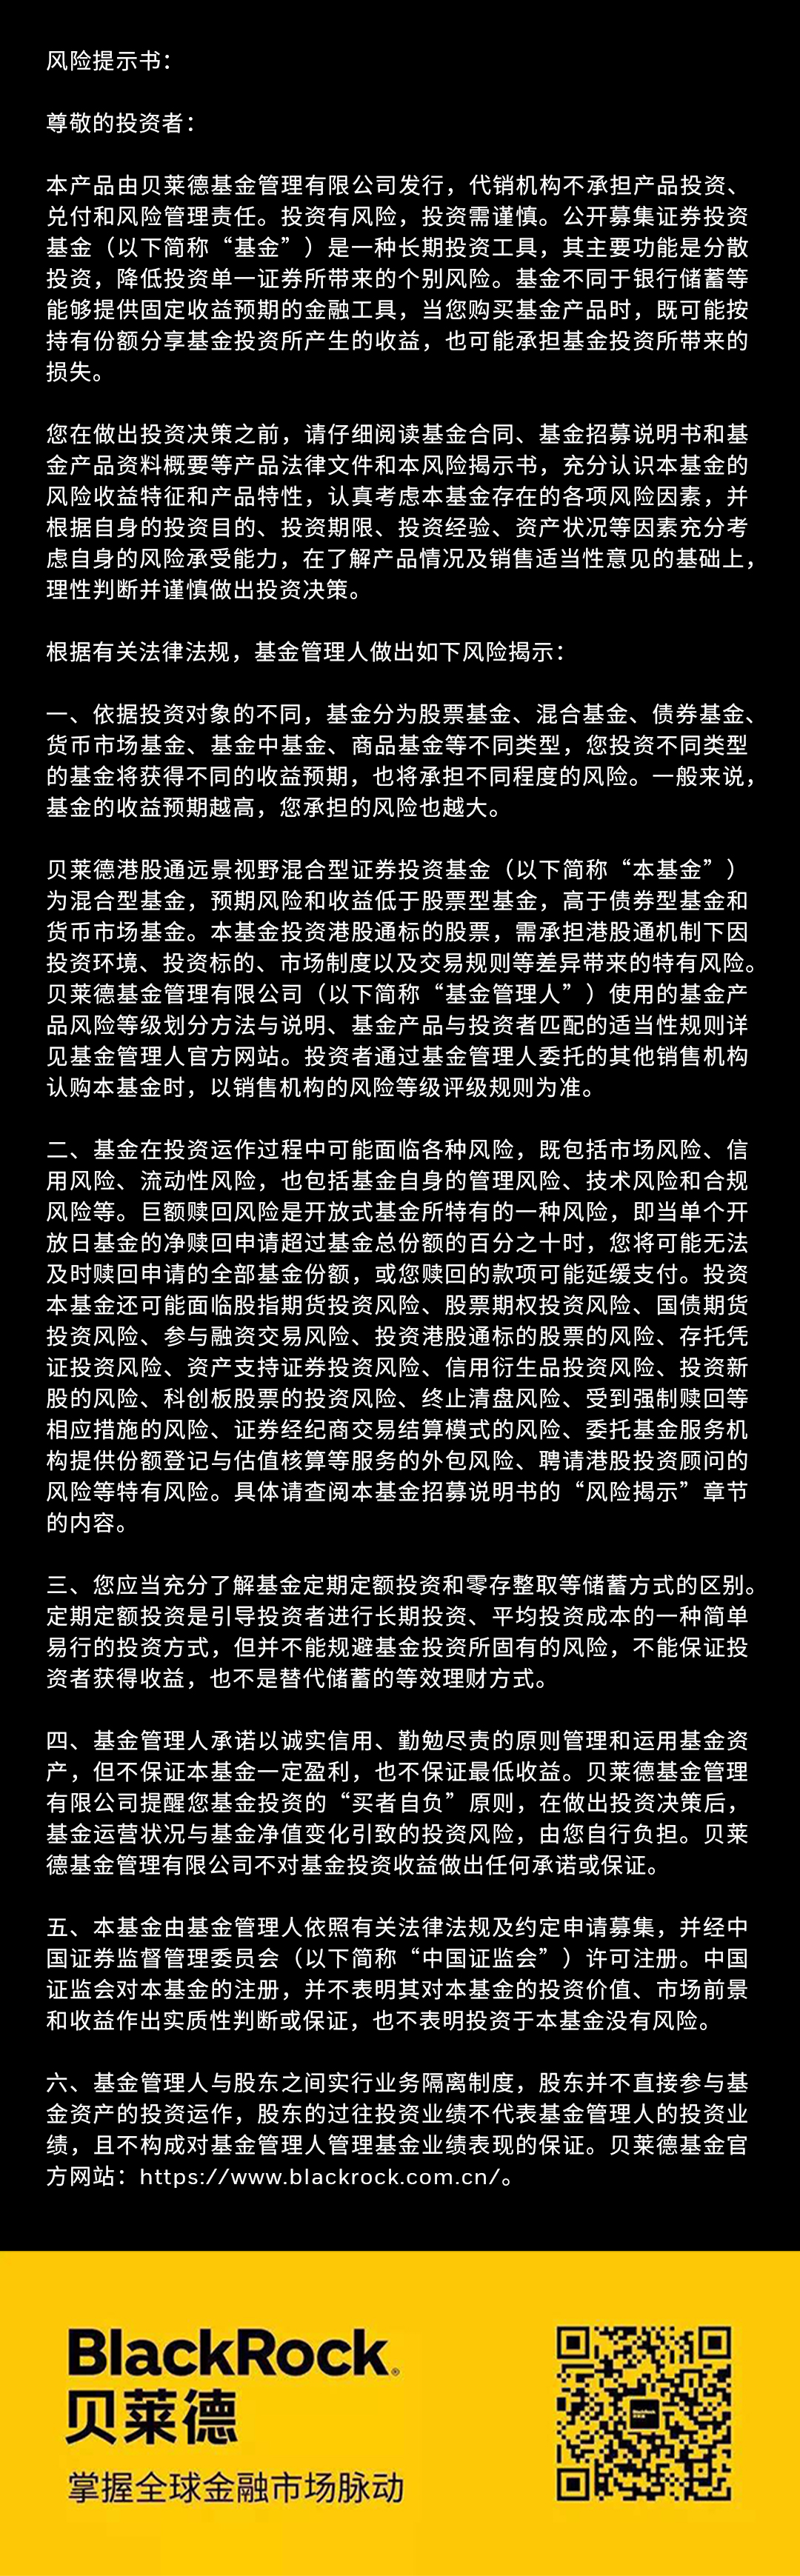 风险提示书：
尊敬的投资者：
本产品由贝莱德基金管理有限公司发行，代销机构不承担产品投资、
兑付和风险管理责任。投资有风险，投资需谨慎。公开募集证券投资
基金（以下简称“基金”）是一种长期投资工具，其主要功能是分散
投资，降低投资单一证券所带来的个别风险。基金不同于银行储蓄等
能够提供固定收益预期的金融工具，当您购买基金产品时，既可能按
持有份额分享基金投资所产生的收益，也可能承担基金投资所带来的
损失。
您在做出投资决策之前，请仔细阅读基金合同、基金招募说明书和基
金产品资料概要等产品法律文件和本风险揭示书，充分认识本基金的
风险收益特征和产品特性，认真考虑本基金存在的各项风险因素，并
根据自身的投资目的、投资期限、投资经验、资产状况等因素充分考
虑自身的风险承受能力，在了解产品情况及销售适当性意见的基础上，
理性判断并谨慎做出投资决策。
根据有关法律法规，基金管理人做出如下风险揭示：
一、依据投资对象的不同，基金分为股票基金、混合基金、债券基金、
货币市场基金、基金中基金、商品基金等不同类型，您投资不同类型
的基金将获得不同的收益预期，也将承担不同程度的风险。一般来说，
基金的收益预期越高，您承担的风险也越大。
贝莱德港股通远景视野混合型证券投资基金（以下简称“本基金”）
为混合型基金，预期风险和收益低于股票型基金，高于债券型基金和
货币市场基金。本基金投资港股通标的股票，需承担港股通机制下因
投资环境、投资标的、市场制度以及交易规则等差异带来的特有风险。
贝莱德基金管理有限公司（以下简称“基金管理人”）使用的基金产
品风险等级划分方法与说明、基金产品与投资者匹配的适当性规则详
见基金管理人官方网站。投资者通过基金管理人委托的其他销售机构
认购本基金时，以销售机构的风险等级评级规则为准。
二、基金在投资运作过程中可能面临各种风险，既包括市场风险、信
用风险、流动性风险，也包括基金自身的管理风险、技术风险和合规
风险等。巨额赎回风险是开放式基金所特有的一种风险，即当单个开
放日基金的净赎回申请超过基金总份额的百分之十时，您将可能无法
及时赎回申请的全部基金份额，或您赎回的款项可能延缓支付。投资
本基金还可能面临股指期货投资风险、股票期权投资风险、国债期货
投资风险、参与融资交易风险、投资港股通标的股票的风险、存托凭
证投资风险、资产支持证券投资风险、信用衍生品投资风险、投资新
股的风险、科创板股票的投资风险、终止清盘风险、受到强制赎回等
相应措施的风险、证券经纪商交易结算模式的风险、委托基金服务机
构提供份额登记与估值核算等服务的外包风险、聘请港股投资顾问的
风险等特有风险。具体请查阅本基金招募说明书的“风险揭示”章节
的内容。
三、您应当充分了解基金定期定额投资和零存整取等储蓄方式的区别。
定期定额投资是引导投资者进行长期投资、平均投资成本的一种简单
易行的投资方式，但并不能规避基金投资所固有的风险，不能保证投
资者获得收益，也不是替代储蓄的等效理财方式。
四、基金管理人承诺以诚实信用、勤勉尽责的原则管理和运用基金资
产，但不保证本基金一定盈利，也不保证最低收益。贝莱德基金管理
有限公司提醒您基金投资的“买者自负”原则，在做出投资决策后，
基金运营状况与基金净值变化引致的投资风险，由您自行负担。贝莱
德基金管理有限公司不对基金投资收益做出任何承诺或保证。
五、本基金由基金管理人依照有关法律法规及约定申请募集，并经中
国证券监督管理委员会（以下简称“中国证监会”）许可注册。中国
证监会对本基金的注册，并不表明其对本基金的投资价值、市场前景
和收益作出实质性判断或保证，也不表明投资于本基金没有风险。
六、基金管理人与股东之间实行业务隔离制度，股东并不直接参与基
金资产的投资运作，股东的过往投资业绩不代表基金管理人的投资业
绩，且不构成对基金管理人管理基金业绩表现的保证。贝莱德基金官
方网站：https://www.blackrock.com.cn/。
BlackRock®
贝莱德
掌握全球金融市场脉动